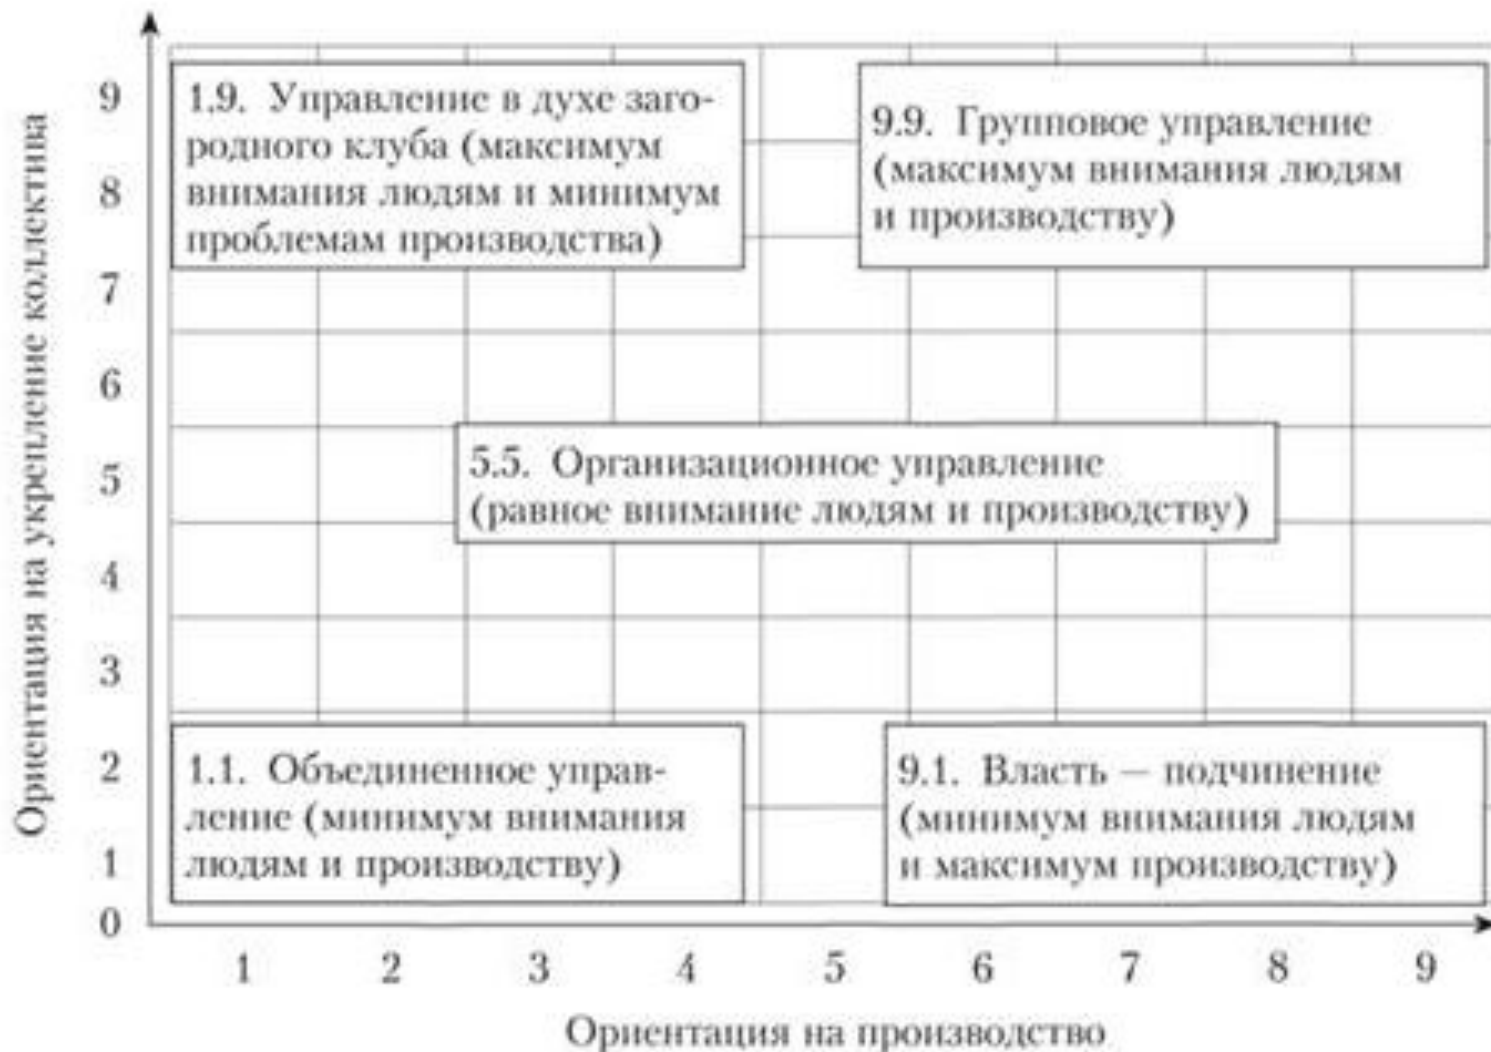 Ориентация на укрепление коллектива
9
8
7
6
5
4
3
2
1
0
1.9. Управление в духе заго-
родного клуба (максимум
внимания людям и минимум
проблемам производства)
9.9. Групповое управление
(максимум внимания людям
и производству)
5.5. Организационное управление
(равное внимание людям и производству)
1.1. Объединенное управ-
ление (минимум внимания
людям и производству)
9.1. Власть — подчинение
(минимум внимания людям
и максимум производству)
1 2 3 4 5 6 7 8 9
Ориентация на производство